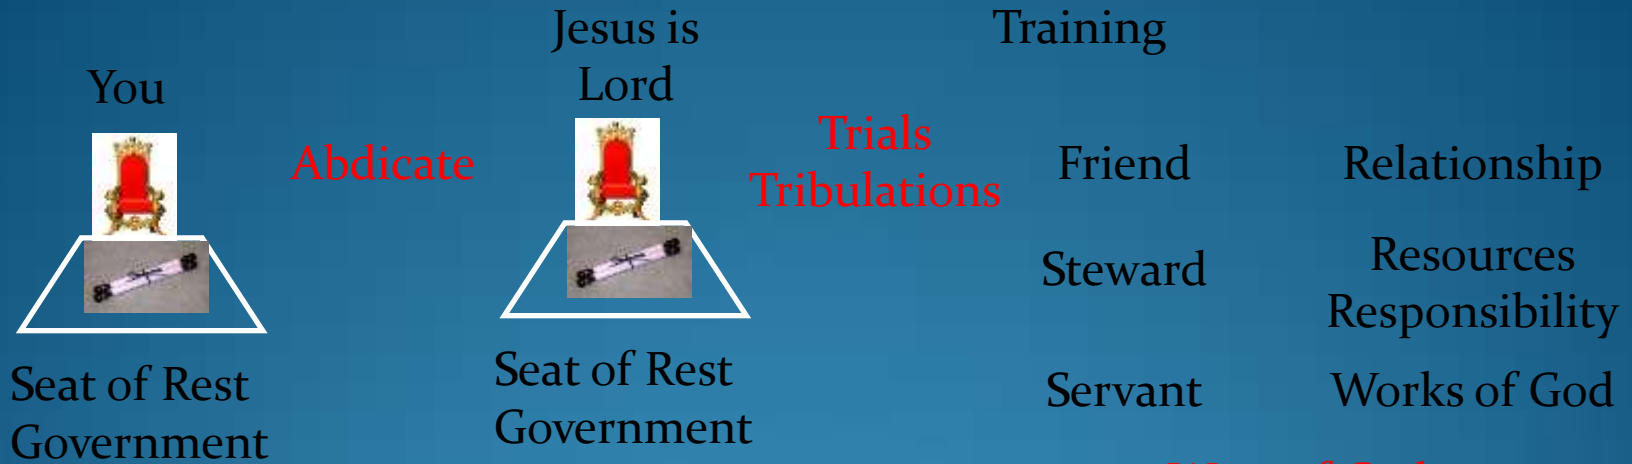 You
Seat of Rest
Government
Abdicate
Jesus is
Lord
Seat of Rest
Government
Trials
Tribulations
Training
Friend
Relationship
Steward
Resources
Responsibility
Servant
Works of God